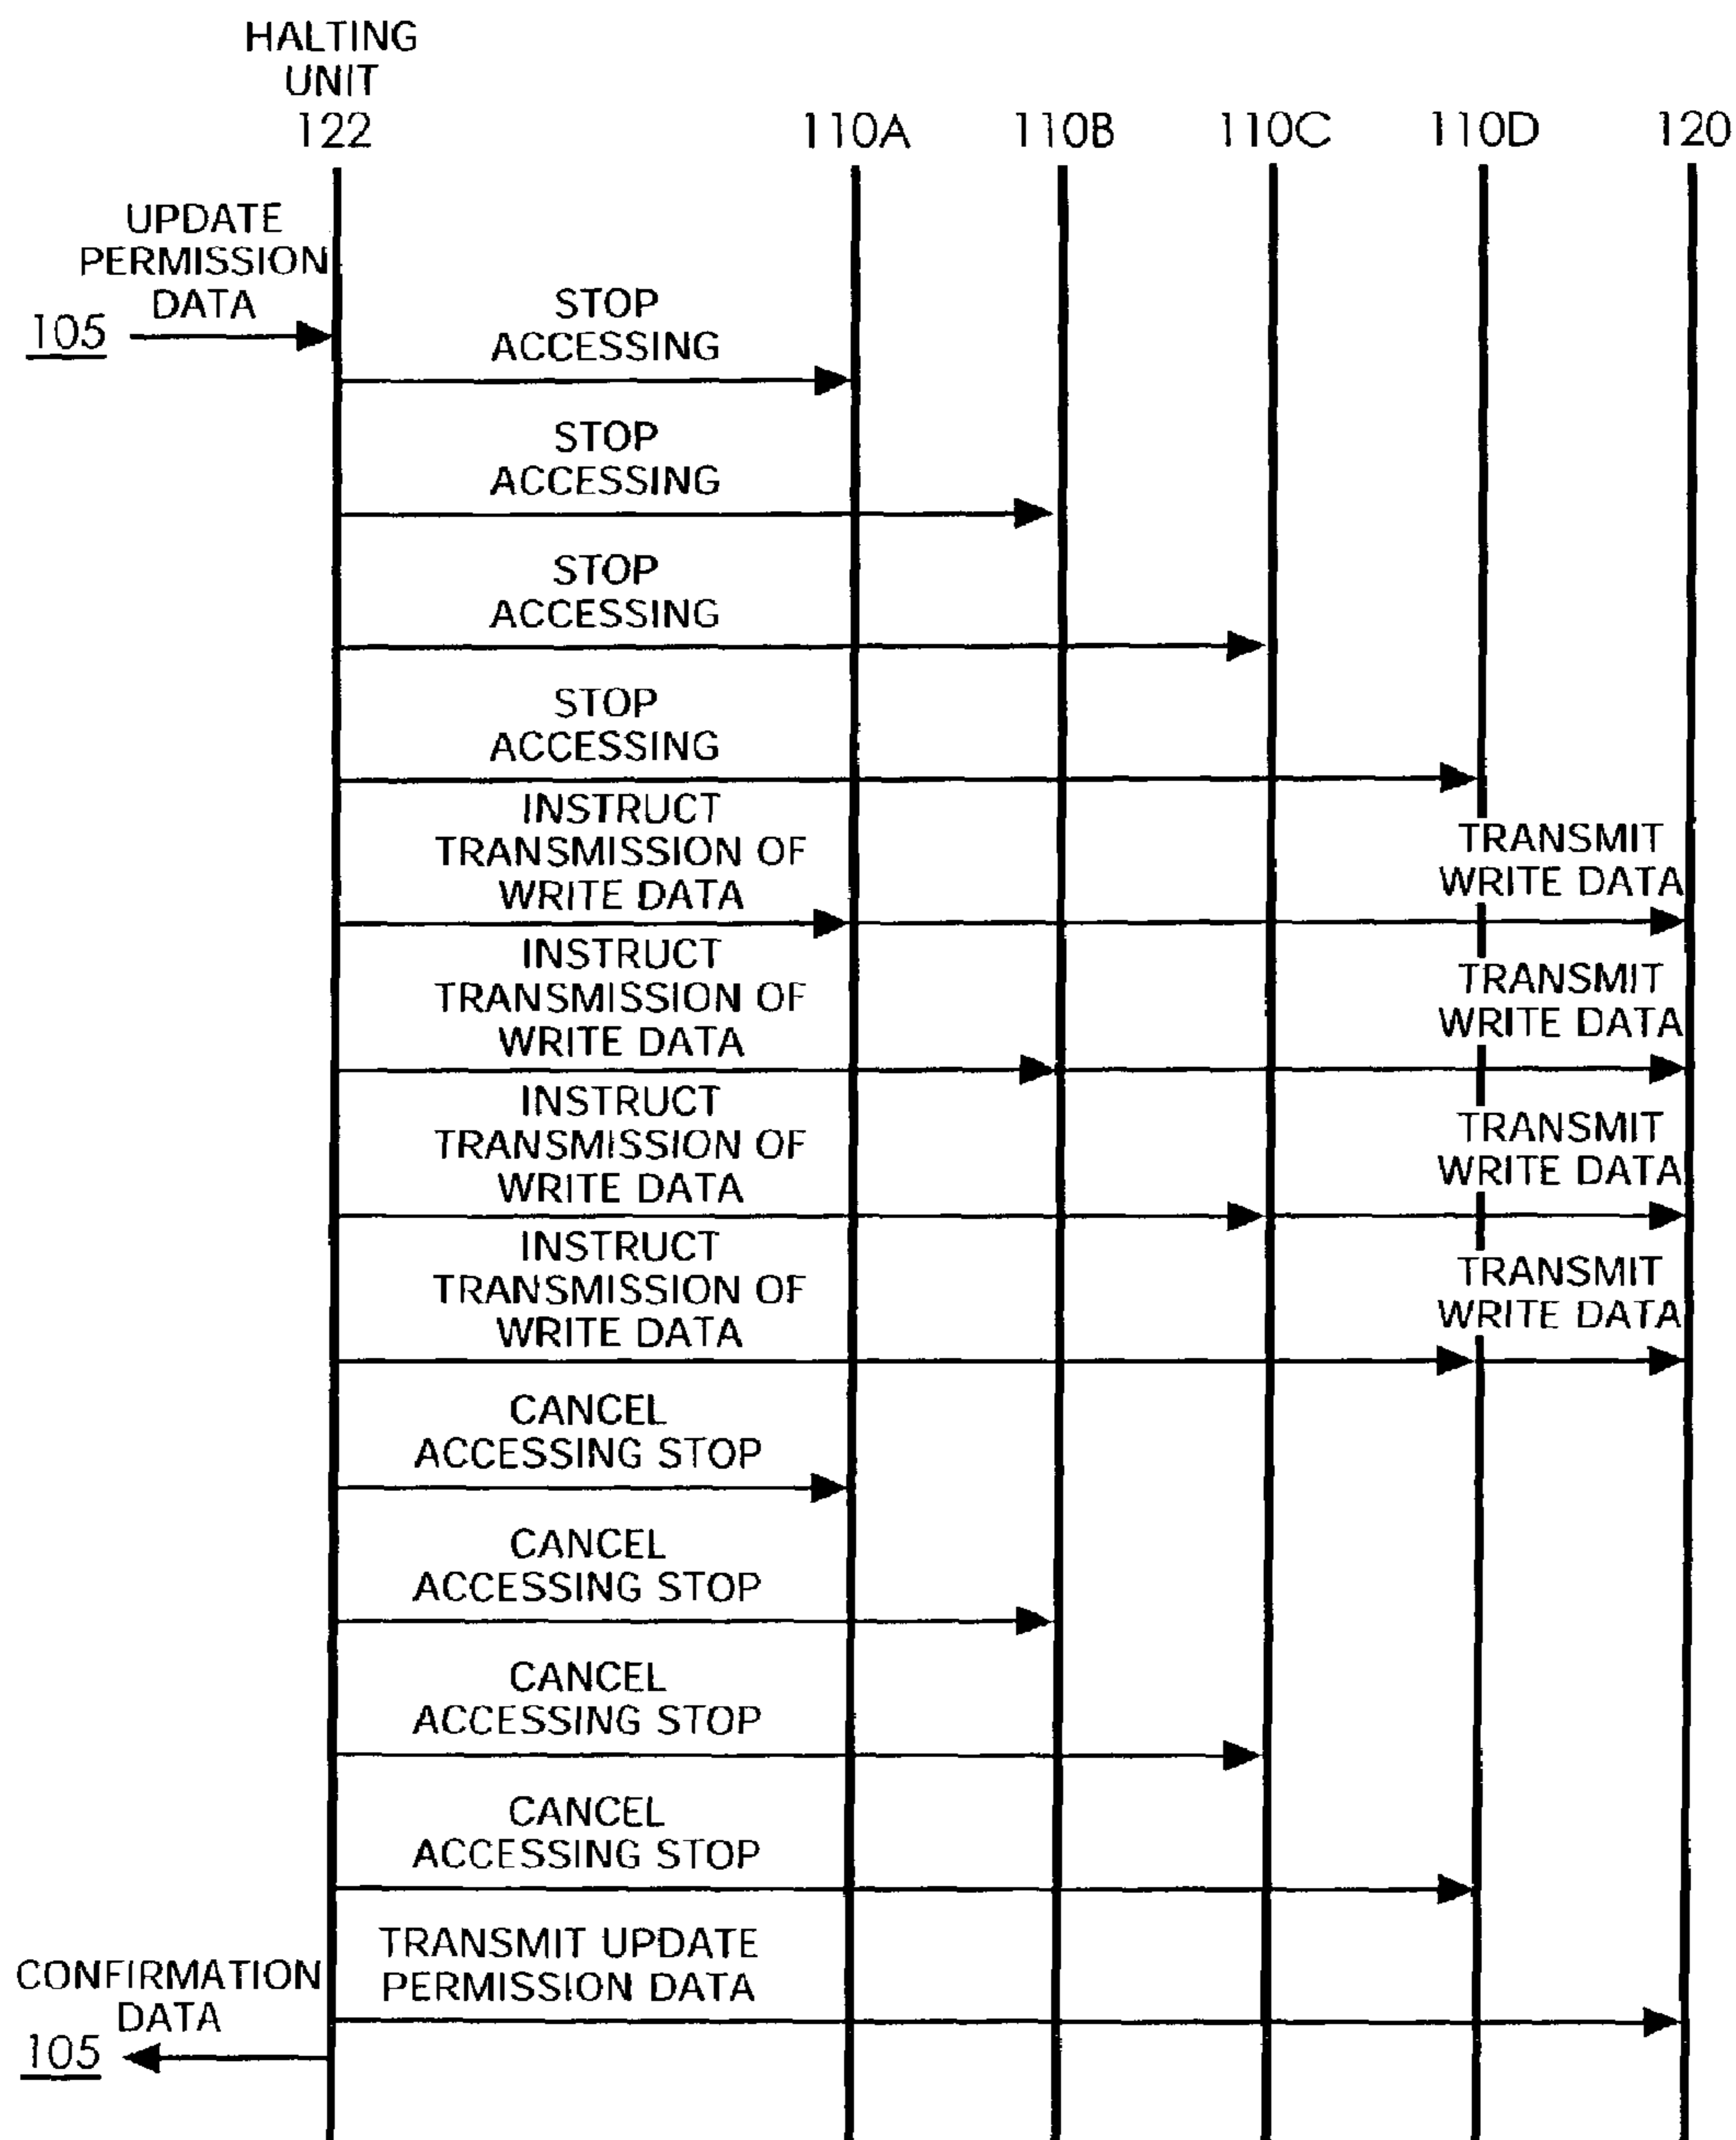 HALTING
UNIT
122
110A
110B
110C
110D
120
UPDATE
PERMISSION
DATA
105
STOP
ACCESSING
STOP
ACCESSING
STOP
ACCESSING
STOP
ACCESSING
INSTRUCT
TRANSMISSION OF
WRITE DATA
TRANSMIT
WRITE DATA
INSTRUCT
TRANSMISSION OF
WRITE DATA
TRANSMIT
WRITE DATA
INSTRUCT
TRANSMISSION OF
WRITE DATA
TRANSMIT
WRITE DATA
INSTRUCT
TRANSMISSION OF
WRITE DATA
TRANSMIT
WRITE DATA
CANCEL
ACCESSING STOP
CANCEL
ACCESSING STOP
CANCEL
ACCESSING STOP
CANCEL
ACCESSING STOP
TRANSMIT UPDATE
PERMISSION DATA
CONFIRMATION
DATA
105